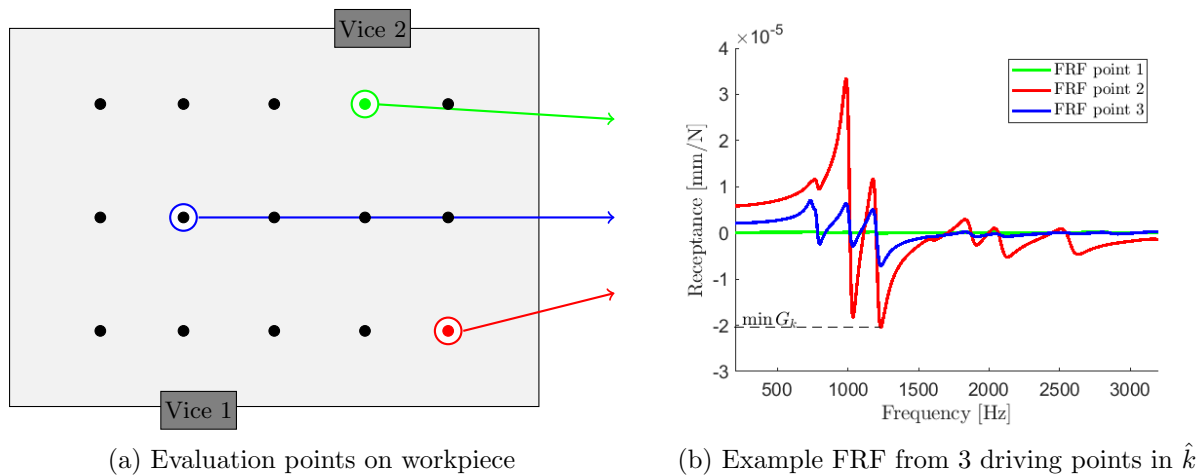 Vice 2
Vice 1
(a) Evaluation points on workpiece
×10⁻⁵
4
3
2
1
0
-1
-2
-3
Receptance [mm/N]
FRF point 1
FRF point 2
FRF point 3
min G_k
500 1000 1500 2000 2500 3000
Frequency [Hz]
(b) Example FRF from 3 driving points in k̂